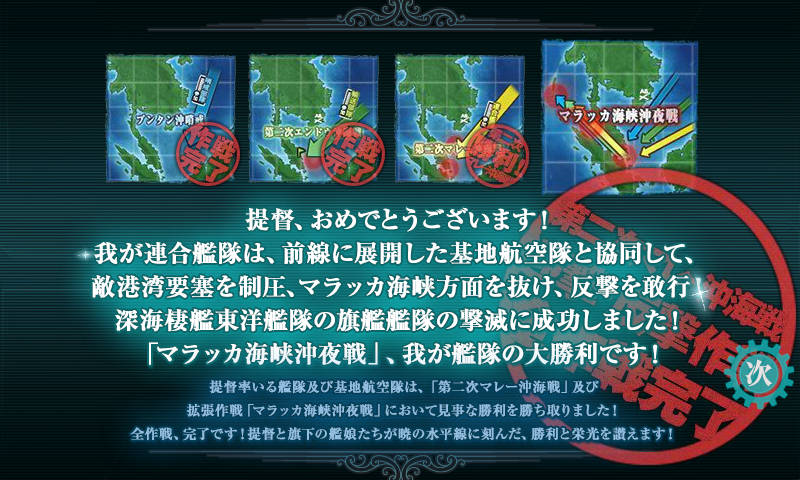 ブンタン沖哨戒
作戦完了
第二次エンドウ
作戦完了
第二次マレー
マラッカ海峡沖夜戦
提督、おめでとうございます！
我が連合艦隊は、前線に展開した基地航空隊と協同して、
敵港湾要塞を制圧、マラッカ海峡方面を抜け、反撃を敢行！
深海棲艦東洋艦隊の旗艦艦隊の撃滅に成功しました！
「マラッカ海峡沖夜戦」、我が艦隊の大勝利です！
次
提督率いる艦隊及び基地航空隊は、「第二次マレー沖海戦」及び
拡張作戦「マラッカ海峡沖夜戦」において見事な勝利を勝ち取りました！
全作戦、完了です！提督と旗下の艦娘たちが暁の水平線に刻んだ、勝利と栄光を讃えます！